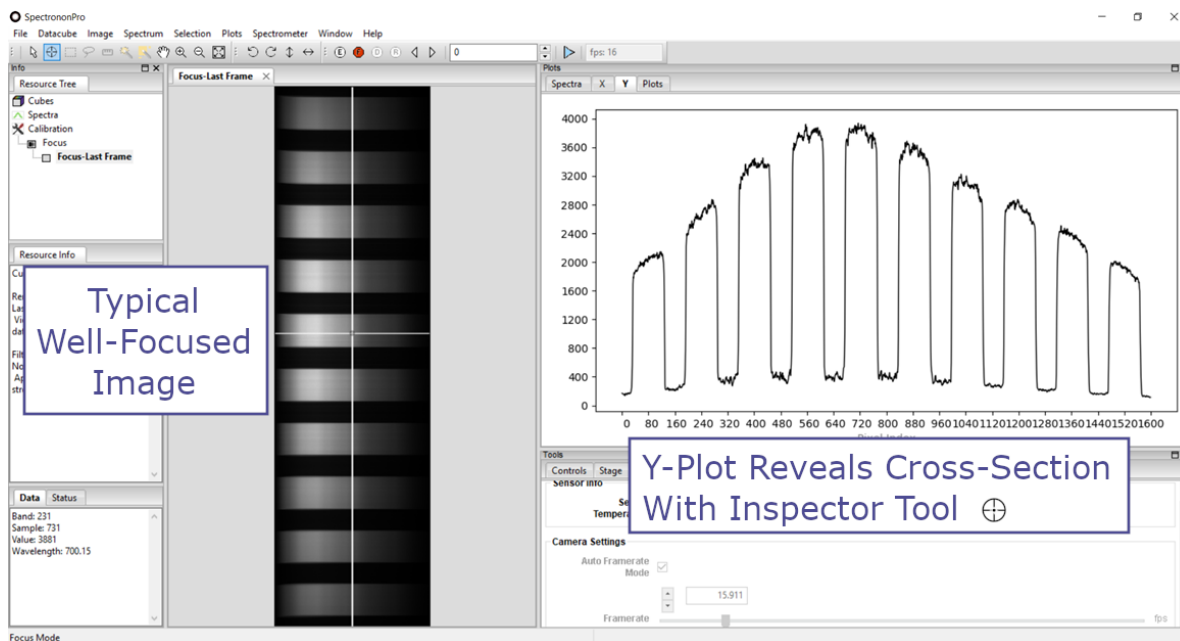 SpectrononPro
File Datacube Image Spectrum Selection Plots Spectrometer Window Help
0
fps: 16
Info
Resource Tree
Cubes
Spectra
Calibration
Focus
Focus-Last Frame
Resource Info
Data Status
Band: 231
Sample: 731
Value: 3881
Wavelength: 700.15
Focus Mode
Focus-Last Frame
Typical
Well-Focused
Image
Plots
Spectra X Y Plots
4000
3600
3200
2800
2400
2000
1600
1200
800
400
0
0 80 160 240 320 400 480 560 640 720 800 880 960 1040 1120 1200 1280 1360 1440 1520 1600
Pixel Index
Y-Plot Reveals Cross-Section
With Inspector Tool
Tools
Controls Stage
Sensor Info
Camera Settings
Auto Framerate
Mode
15.911
Framerate
fps